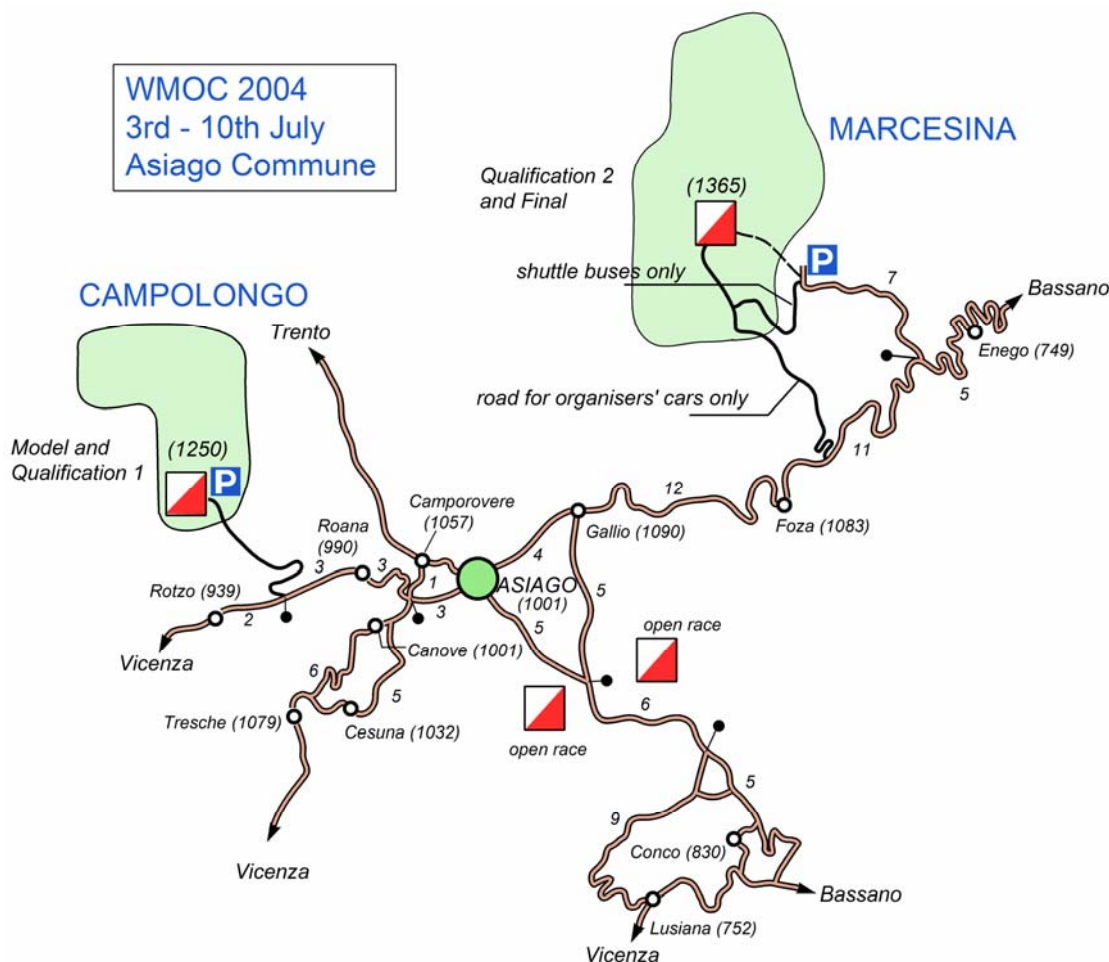 WMOC 2004
3rd - 10th July
Asiago Commune
MARCESINA
Qualification 2
and Final
(1365)
P
shuttle buses only
7
Bassano
Enego (749)
5
CAMPOLONGO
Trento
road for organisers' cars only
11
Model and
Qualification 1
(1250)
P
12
Foza (1083)
Camporovere
(1057)
Gallio (1090)
Roana
(990)
4
3
3
1
ASIAGO
(1001)
5
Rotzo (939)
2
3
5
Vicenza
Canove (1001)
open race
6
5
Tresche (1079)
Cesuna (1032)
open race
6
5
9
Vicenza
Conco (830)
Bassano
Lusiana (752)
Vicenza